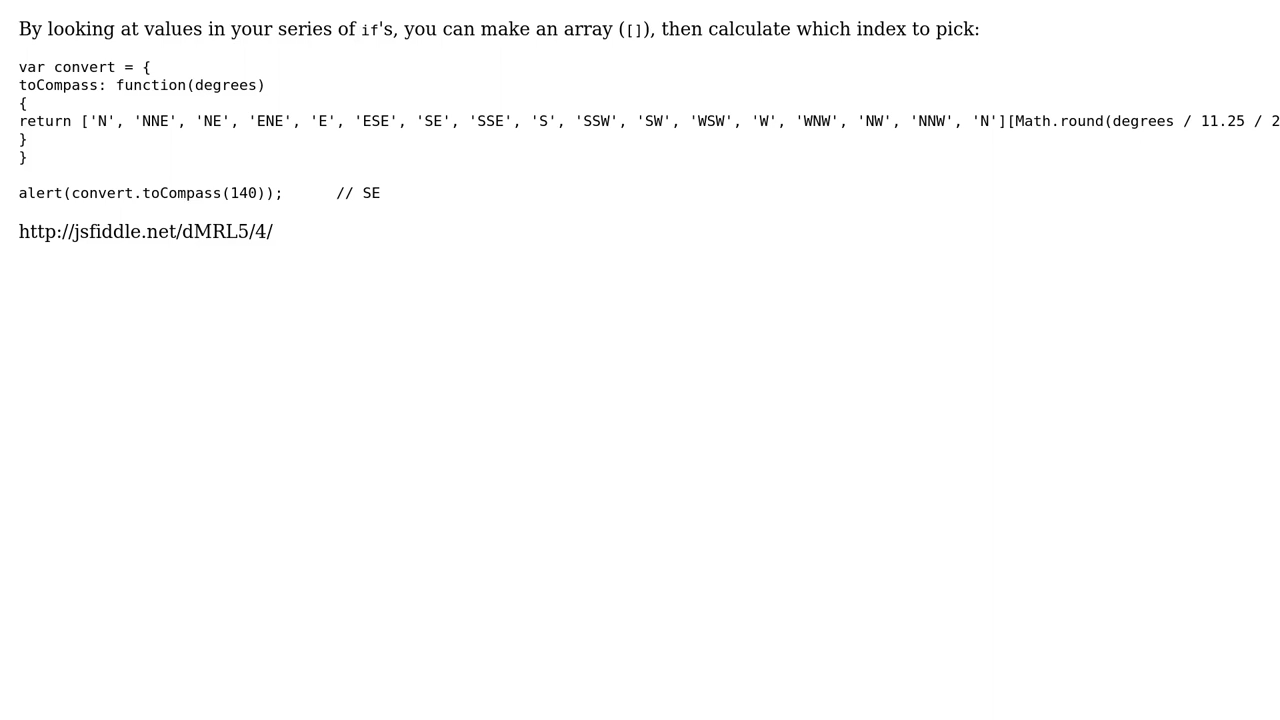 By looking at values in your series of if's, you can make an array ([]), then calculate which index to pick:
var convert = {
toCompass: function(degrees)
{
return ['N', 'NNE', 'NE', 'ENE', 'E', 'ESE', 'SE', 'SSE', 'S', 'SSW', 'SW', 'WSW', 'W', 'WNW', 'NW', 'NNW', 'N'][Math.round(degrees / 11.25 / 2
}
}
alert(convert.toCompass(140));      // SE
http://jsfiddle.net/dMRL5/4/